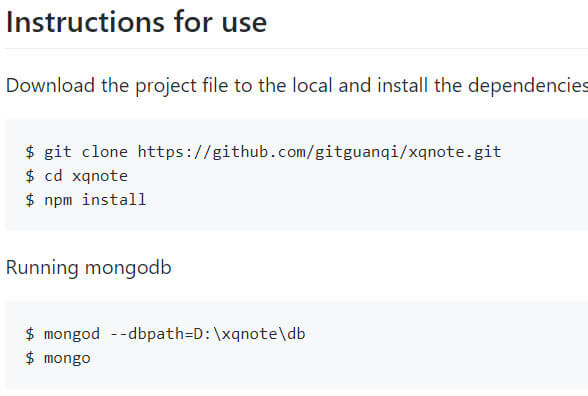 Instructions for use
Download the project file to the local and install the dependencies
$ git clone https://github.com/gitguanqi/xqnote.git
$ cd xqnote
$ npm install
Running mongodb
$ mongod --dbpath=D:\xqnote\db
$ mongo